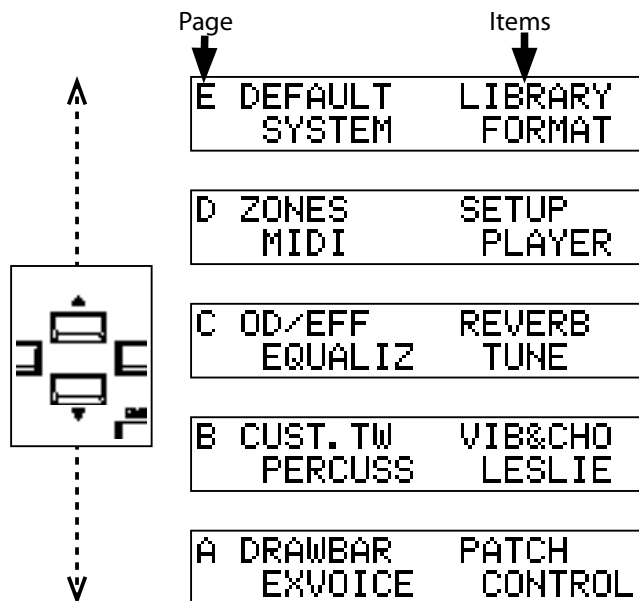 Page Items
E DEFAULT LIBRARY
SYSTEM FORMAT
D ZONES SETUP
MIDI PLAYER
C OD/EFF REVERB
EQUALIZ TUNE
B CUST.TW VIB&CHO
PERCUSS LESLIE
A DRAWBAR PATCH
EXVOICE CONTROL